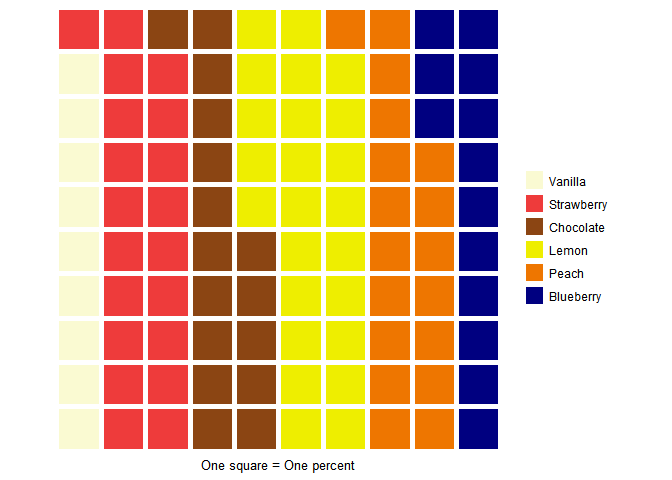 Vanilla
Strawberry
Chocolate
Lemon
Peach
Blueberry
One square = One percent